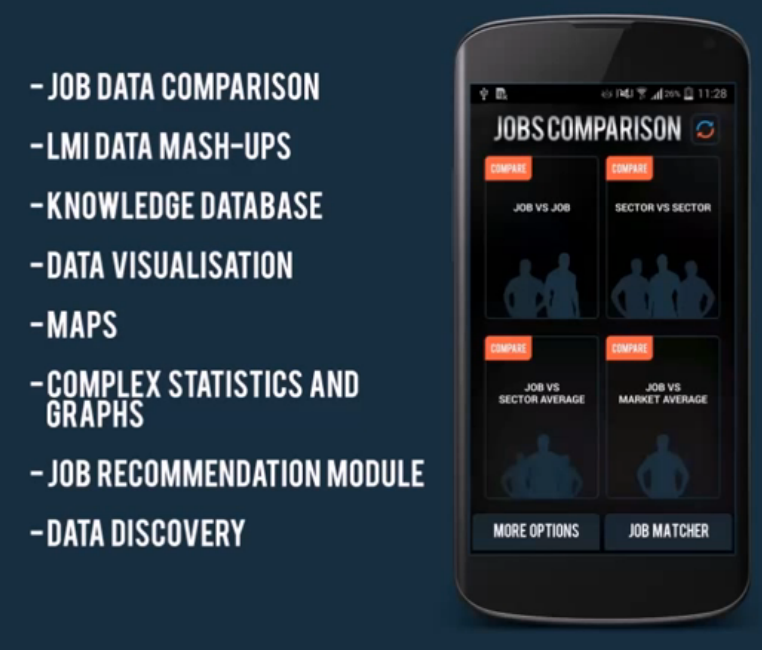 - JOB DATA COMPARISON
- LMI DATA MASH-UPS
- KNOWLEDGE DATABASE
- DATA VISUALISATION
- MAPS
- COMPLEX STATISTICS AND
GRAPHS
- JOB RECOMMENDATION MODULE
- DATA DISCOVERY
26% 11:28
JOBS COMPARISON
COMPARE COMPARE
JOB VS JOB SECTOR VS SECTOR
COMPARE COMPARE
JOB VS JOB VS
SECTOR AVERAGE MARKET AVERAGE
MORE OPTIONS JOB MATCHER